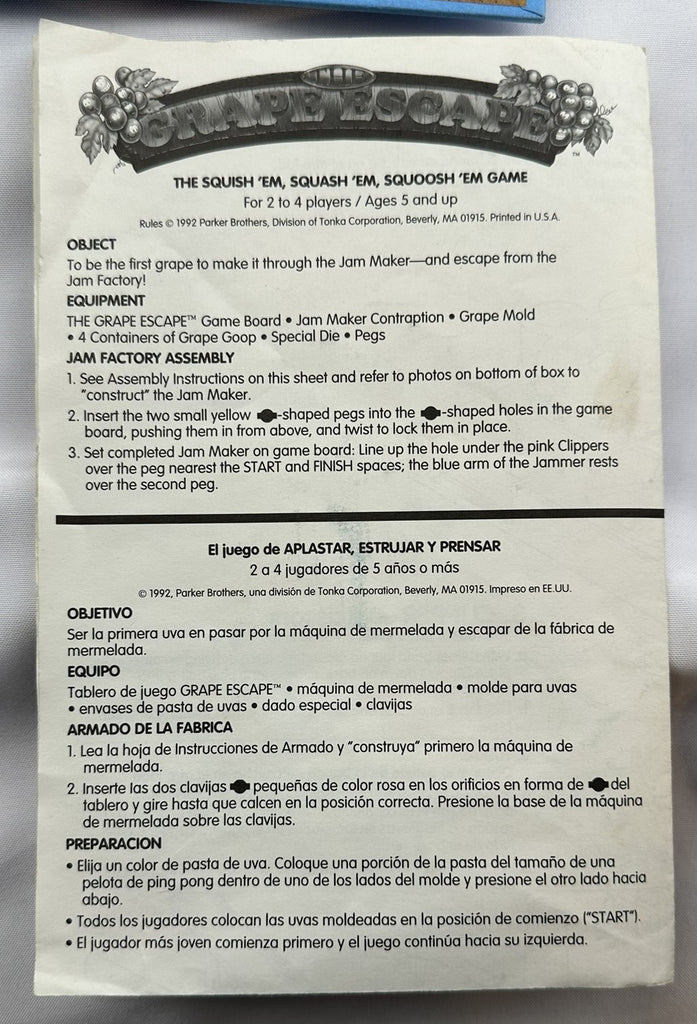 THE
GRAPE ESCAPE™
THE SQUISH 'EM, SQUASH 'EM, SQUOOSH 'EM GAME
For 2 to 4 players / Ages 5 and up
Rules © 1992 Parker Brothers, Division of Tonka Corporation, Beverly, MA 01915. Printed in U.S.A.
OBJECT
To be the first grape to make it through the Jam Maker—and escape from the
Jam Factory!
EQUIPMENT
THE GRAPE ESCAPE™ Game Board • Jam Maker Contraption • Grape Mold
• 4 Containers of Grape Goop • Special Die • Pegs
JAM FACTORY ASSEMBLY
1. See Assembly Instructions on this sheet and refer to photos on bottom of box to
"construct" the Jam Maker.
2. Insert the two small yellow -shaped pegs into the -shaped holes in the game
board, pushing them in from above, and twist to lock them in place.
3. Set completed Jam Maker on game board: Line up the hole under the pink Clippers
over the peg nearest the START and FINISH spaces; the blue arm of the Jammer rests
over the second peg.
El juego de APLASTAR, ESTRUJAR Y PRENSAR
2 a 4 jugadores de 5 años o más
© 1992, Parker Brothers, una división de Tonka Corporation, Beverly, MA 01915. Impreso en EE.UU.
OBJETIVO
Ser la primera uva en pasar por la máquina de mermelada y escapar de la fábrica de
mermelada.
EQUIPO
Tablero de juego GRAPE ESCAPE™ • máquina de mermelada • molde para uvas
• envases de pasta de uvas • dado especial • clavijas
ARMADO DE LA FABRICA
1. Lea la hoja de Instrucciones de Armado y "construya" primero la máquina de
mermelada.
2. Inserte las dos clavijas pequeñas de color rosa en los orificios en forma de del
tablero y gire hasta que calcen en la posición correcta. Presione la base de la máquina
de mermelada sobre las clavijas.
PREPARACION
• Elija un color de pasta de uva. Coloque una porción de la pasta del tamaño de una
pelota de ping pong dentro de uno de los lados del molde y presione el otro lado hacia
abajo.
• Todos los jugadores colocan las uvas moldeadas en la posición de comienzo ("START").
• El jugador más joven comienza primero y el juego continúa hacia su izquierda.